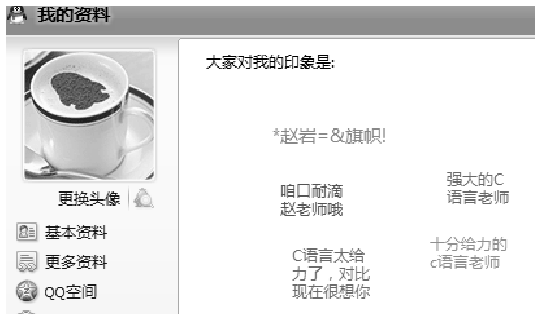 我的资料
大家对我的印象是:
*赵岩=&旗帜!
咱口耐滴
赵老师哦
强大的C
语言老师
C语言太给
力了，对比
现在很想你
十分给力的
c语言老师
更换头像
基本资料
更多资料
QQ空间